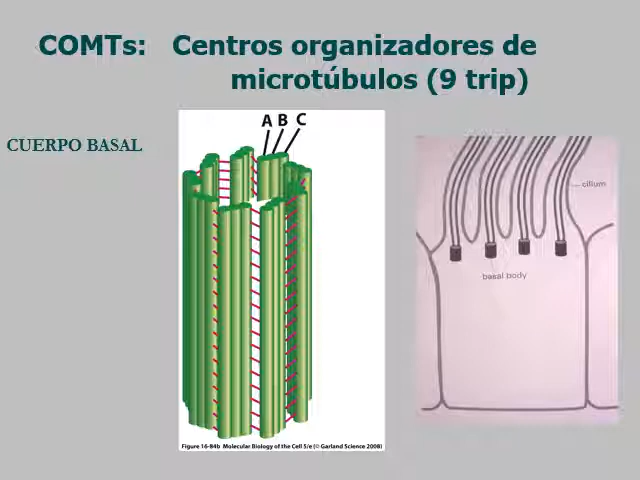 COMTs: Centros organizadores de
microtúbulos (9 trip)
CUERPO BASAL
A B C
cilium
basal body
Figure 16-84b Molecular Biology of the Cell 5/e (© Garland Science 2008)